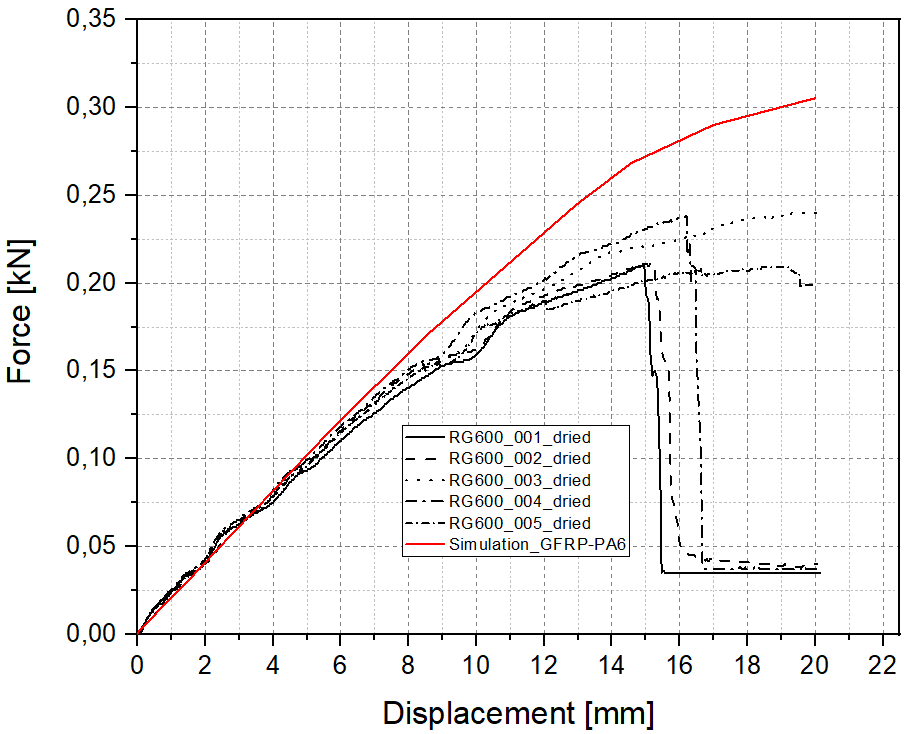 0,35
0,30
0,25
0,20
0,15
0,10
0,05
0,00
Force [kN]
RG600_001_dried
RG600_002_dried
RG600_003_dried
RG600_004_dried
RG600_005_dried
Simulation_GFRP-PA6
0 2 4 6 8 10 12 14 16 18 20 22
Displacement [mm]